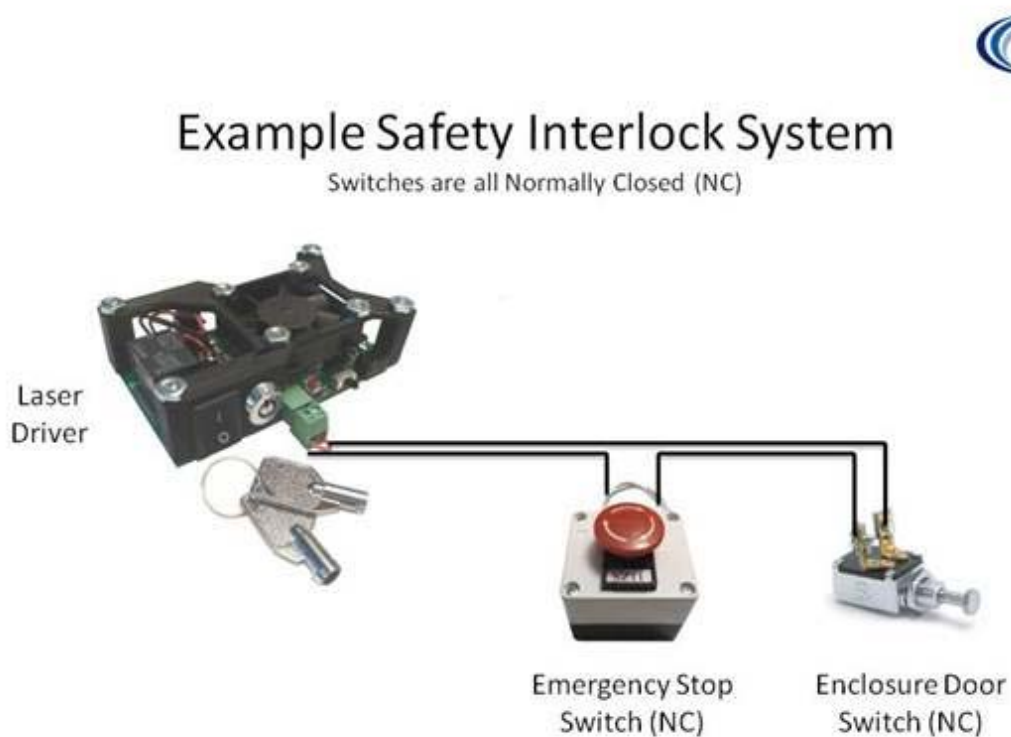 Example Safety Interlock System
Switches are all Normally Closed (NC)
Laser
Driver
I
O
Emergency Stop
Switch (NC)
Enclosure Door
Switch (NC)